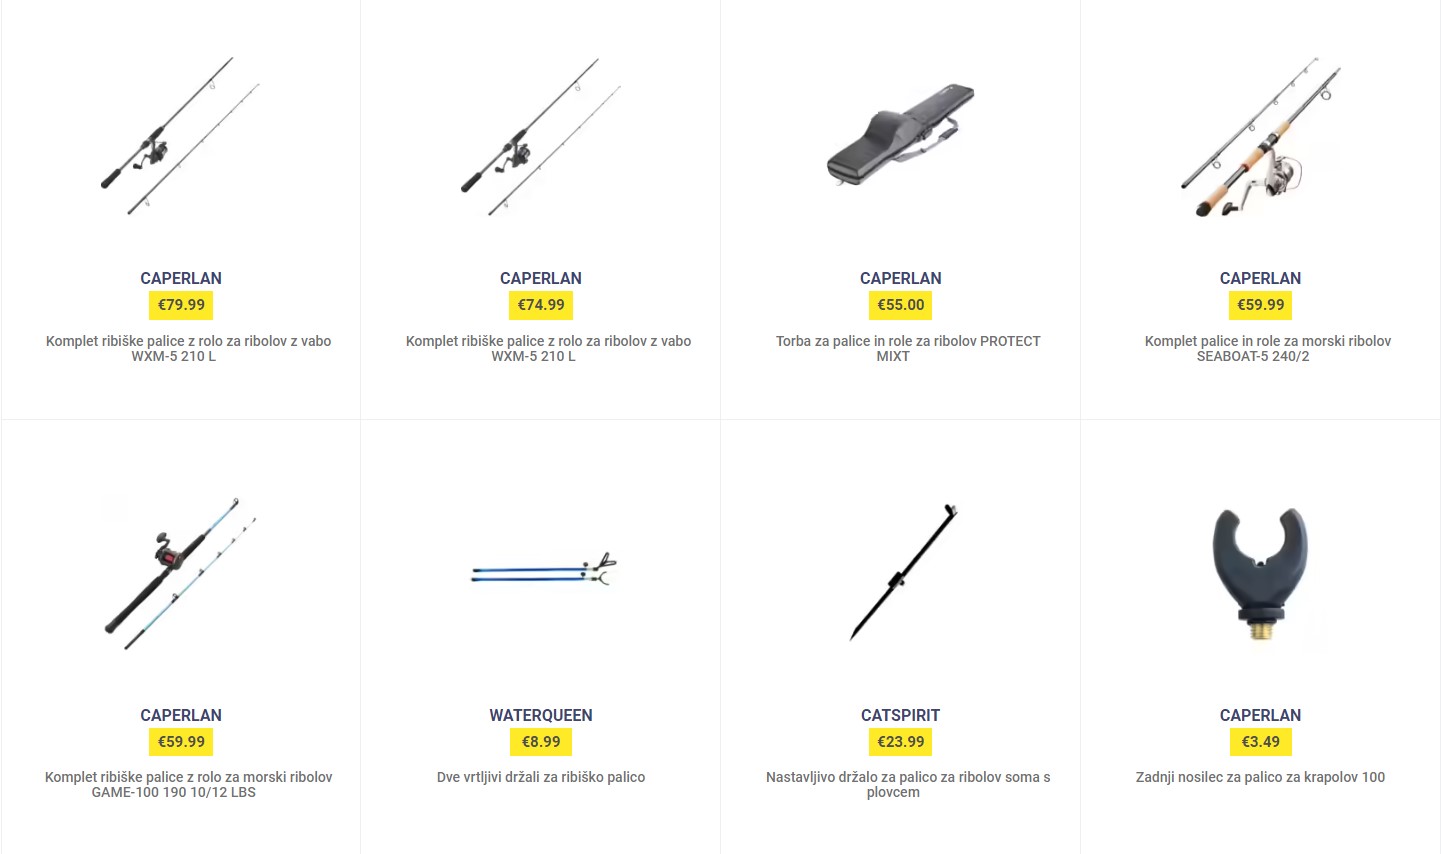 CAPERLAN
€79.99
Komplet ribiške palice z rolo za ribolov z vabo
WXM-5 210 L
CAPERLAN
€74.99
Komplet ribiške palice z rolo za ribolov z vabo
WXM-5 210 L
CAPERLAN
€55.00
Torba za palice in role za ribolov PROTECT
MIXT
CAPERLAN
€59.99
Komplet palice in role za morski ribolov
SEABOAT-5 240/2
CAPERLAN
€59.99
Komplet ribiške palice z rolo za morski ribolov
GAME-100 190 10/12 LBS
WATERQUEEN
€8.99
Dve vrtljivi držali za ribiško palico
CATSPIRIT
€23.99
Nastavljivo držalo za palico za ribolov soma s
plovcem
CAPERLAN
€3.49
Zadnji nosilec za palico za krapolov 100